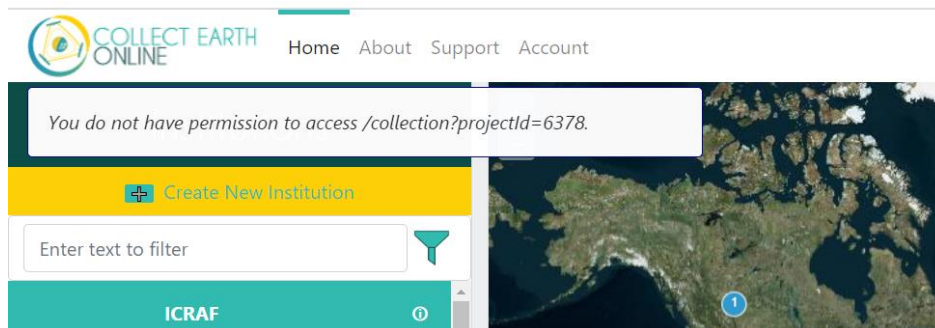 COLLECT EARTH
ONLINE
Home About Support Account
You do not have permission to access /collection?projectId=6378.
Create New Institution
Enter text to filter
ICRAF
1